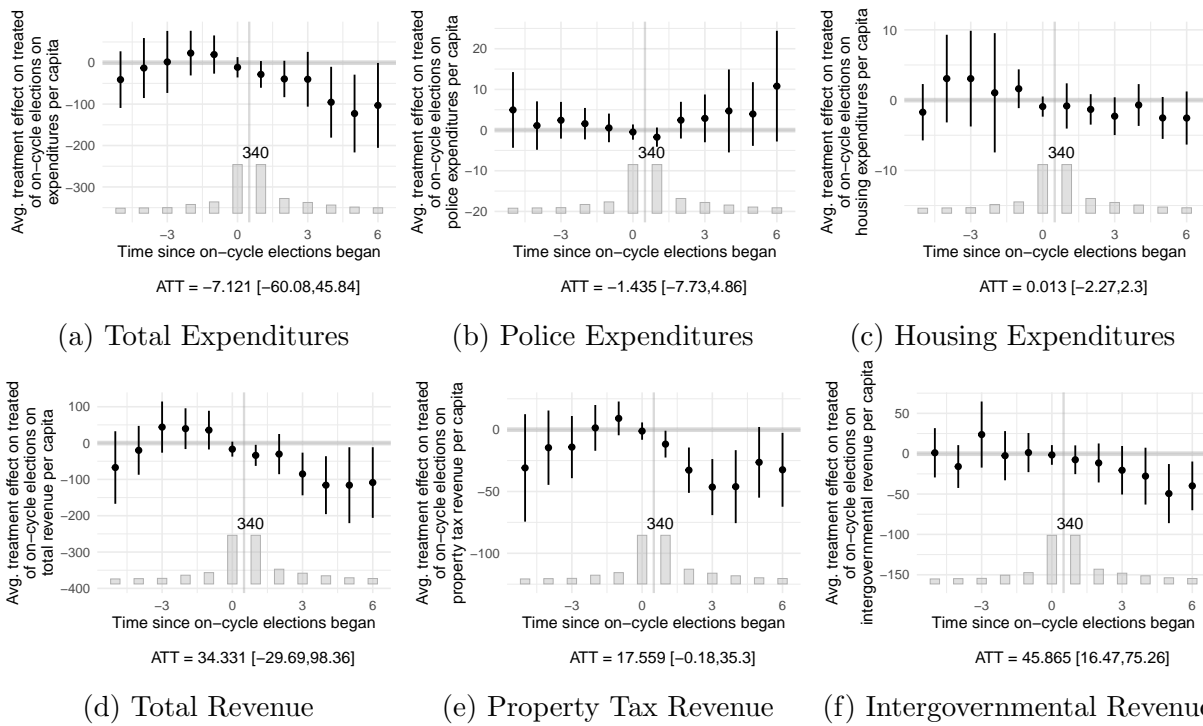 Avg. treatment effect on treated
of on−cycle elections on
expenditures per capita
0
−100
−200
−300
340
−3
0
3
6
Time since on−cycle elections began
ATT = −7.121 [−60.08,45.84]
(a) Total Expenditures
Avg. treatment effect on treated
of on−cycle elections on
police expenditures per capita
20
10
0
−10
−20
340
−3
0
3
6
Time since on−cycle elections began
ATT = −1.435 [−7.73,4.86]
(b) Police Expenditures
Avg. treatment effect on treated
of on−cycle elections on
housing expenditures per capita
10
0
−10
340
−3
0
3
6
Time since on−cycle elections began
ATT = 0.013 [−2.27,2.3]
(c) Housing Expenditures
Avg. treatment effect on treated
of on−cycle elections on
total revenue per capita
100
0
−100
−200
−300
−400
340
−3
0
3
6
Time since on−cycle elections began
ATT = 34.331 [−29.69,98.36]
(d) Total Revenue
Avg. treatment effect on treated
of on−cycle elections on
property tax revenue per capita
0
−50
−100
340
−3
0
3
6
Time since on−cycle elections began
ATT = 17.559 [−0.18,35.3]
(e) Property Tax Revenue
Avg. treatment effect on treated
of on−cycle elections on
intergovernmental revenue per capita
50
0
−50
−100
−150
340
−3
0
3
6
Time since on−cycle elections began
ATT = 45.865 [16.47,75.26]
(f) Intergovernmental Revenue